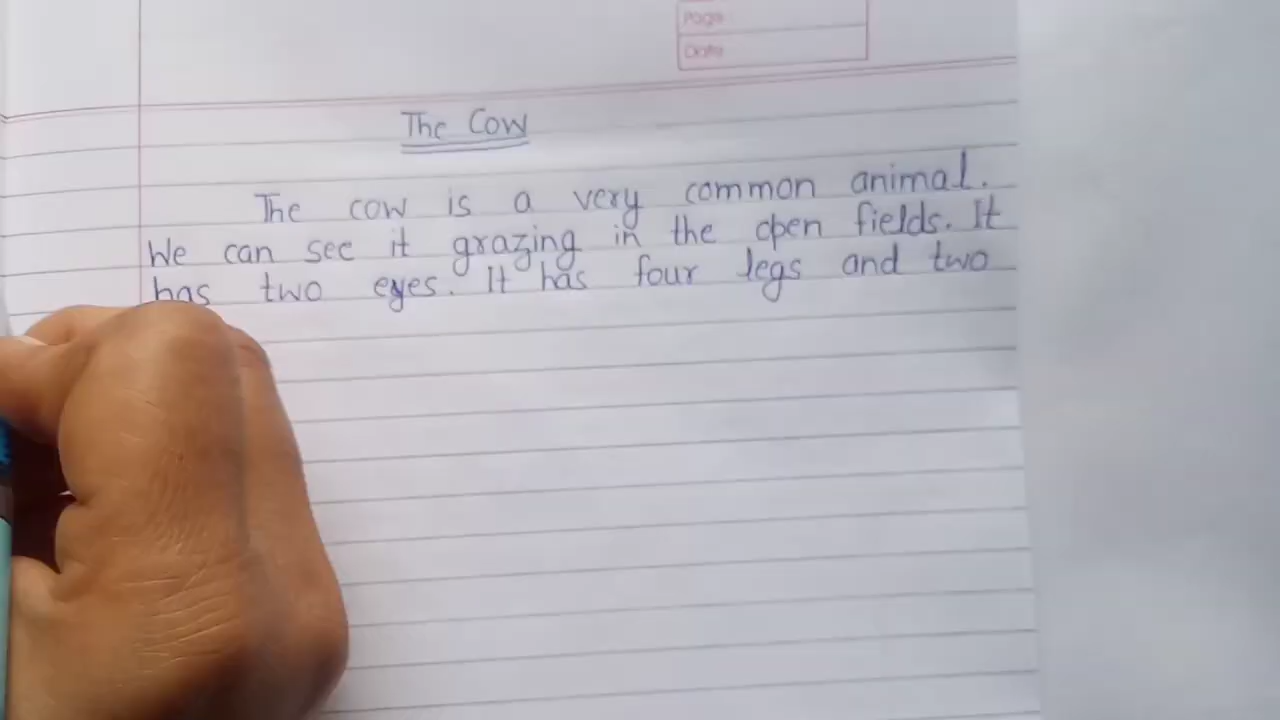 Page
Date
The Cow
The cow is a very common animal.
We can see it grazing in the open fields. It
has two eyes. It has four legs and two